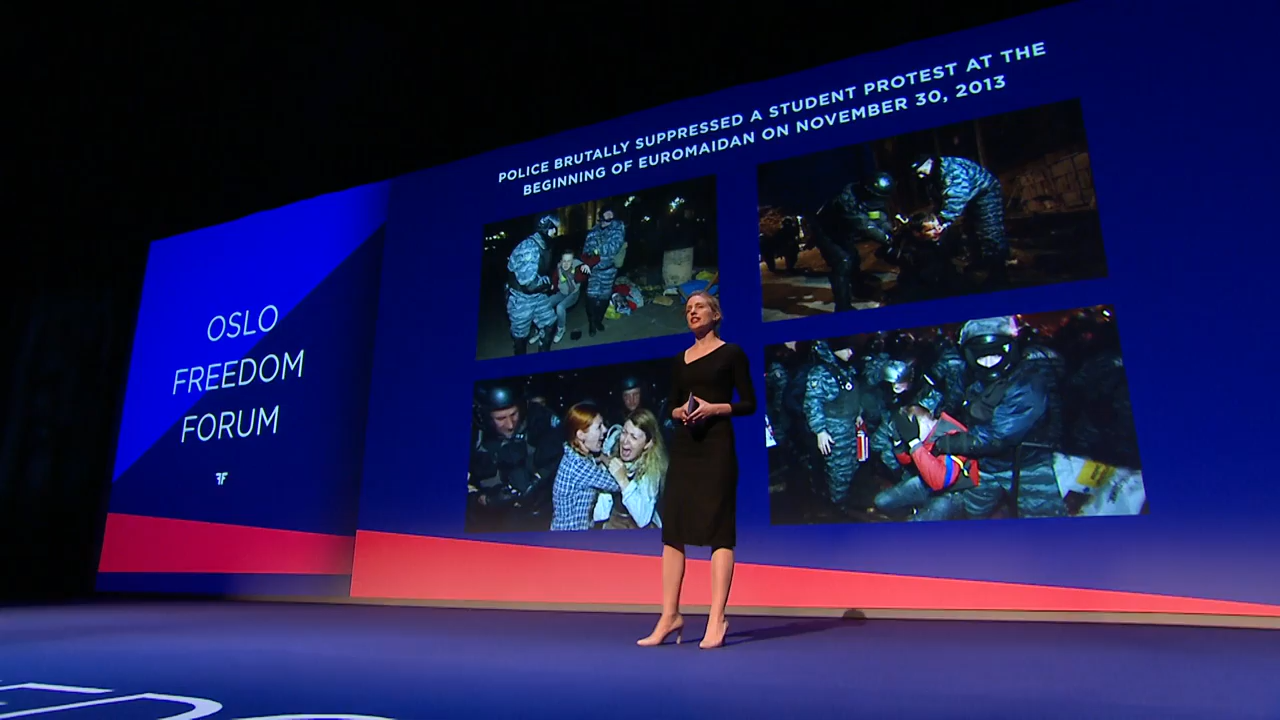 POLICE BRUTALLY SUPPRESSED A STUDENT PROTEST AT THE
BEGINNING OF EUROMAIDAN ON NOVEMBER 30, 2013
OSLO
FREEDOM
FORUM